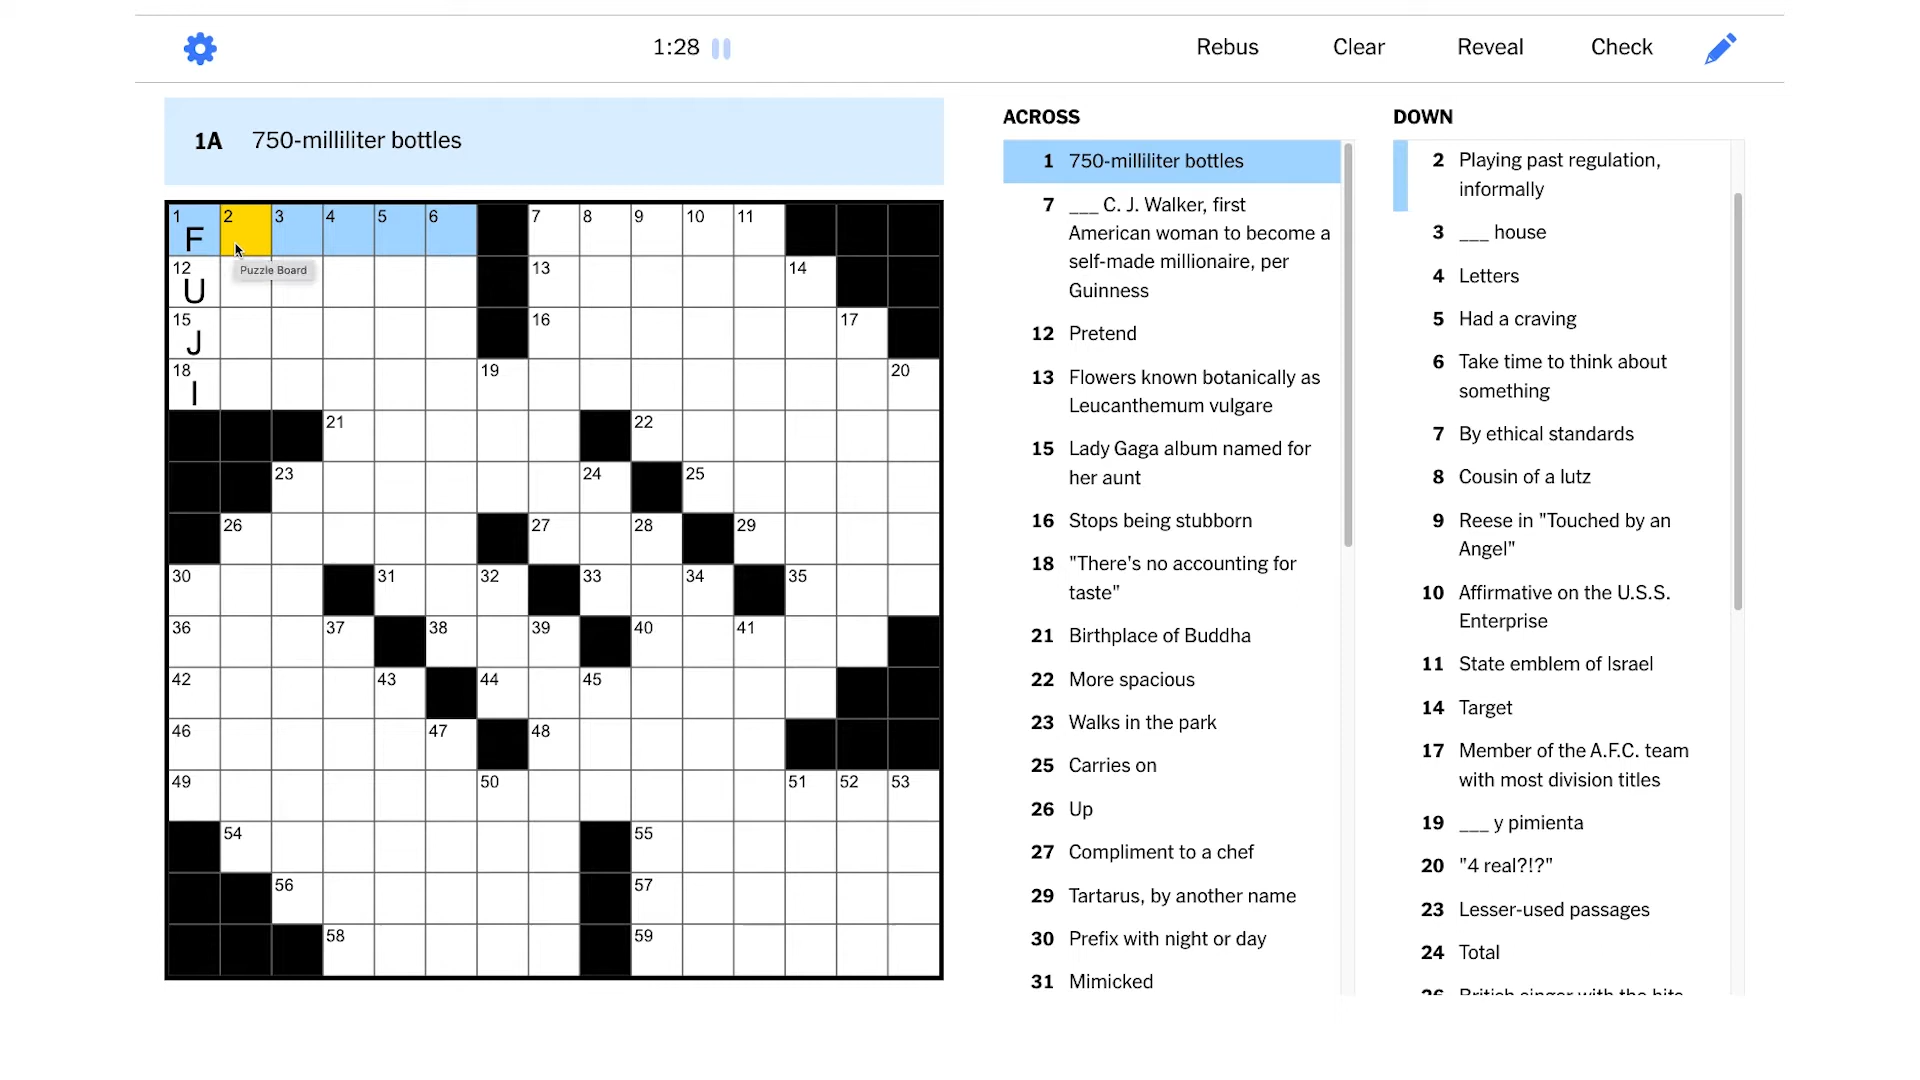 1:28
Rebus
Clear
Reveal
Check
1A 750-milliliter bottles
1 2 3 4 5 6 7 8 9 10 11
F
12 13 14
U
Puzzle Board
15 16 17
J
18 19 20
I
21 22
23 24 25
26 27 28 29
30 31 32 33 34 35
36 37 38 39 40 41
42 43 44 45
46 47 48
49 50 51 52 53
54 55
56 57
58 59
ACROSS
1 750-milliliter bottles
7 ___ C. J. Walker, first
American woman to become a
self-made millionaire, per
Guinness
12 Pretend
13 Flowers known botanically as
Leucanthemum vulgare
15 Lady Gaga album named for
her aunt
16 Stops being stubborn
18 "There's no accounting for
taste"
21 Birthplace of Buddha
22 More spacious
23 Walks in the park
25 Carries on
26 Up
27 Compliment to a chef
29 Tartarus, by another name
30 Prefix with night or day
31 Mimicked
DOWN
2 Playing past regulation,
informally
3 ___ house
4 Letters
5 Had a craving
6 Take time to think about
something
7 By ethical standards
8 Cousin of a lutz
9 Reese in "Touched by an
Angel"
10 Affirmative on the U.S.S.
Enterprise
11 State emblem of Israel
14 Target
17 Member of the A.F.C. team
with most division titles
19 ___ y pimienta
20 "4 real?!?"
23 Lesser-used passages
24 Total
26 British singer with the hits